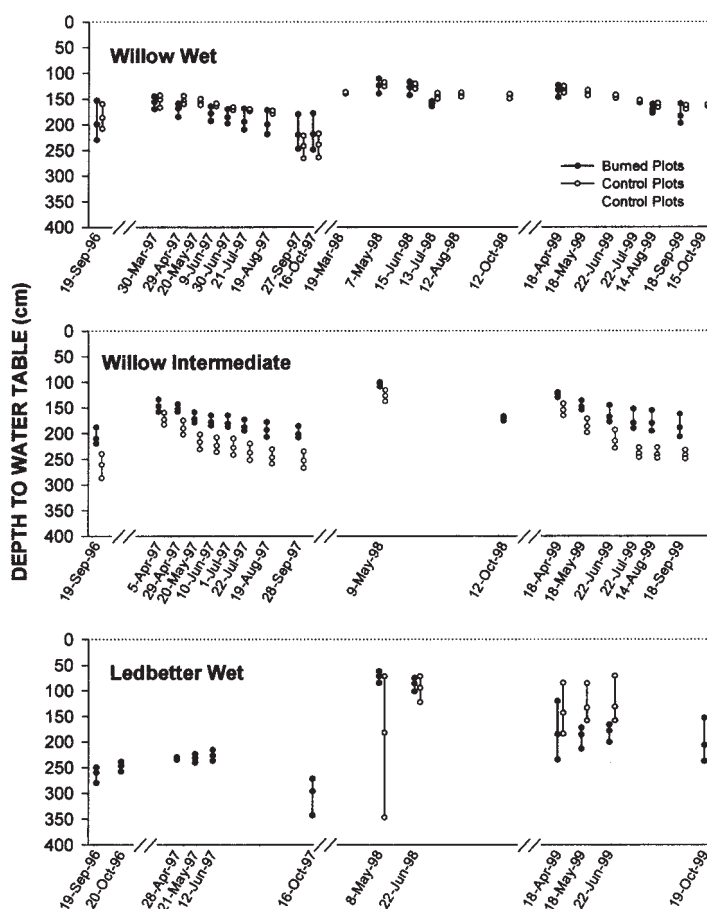 DEPTH TO WATER TABLE (cm)
Willow Wet
0
50
100
150
200
250
300
350
400
Burned Plots
Control Plots
Control Plots
19-Sep-96
30-Mar-97
29-Apr-97
20-May-97
9-Jun-97
30-Jun-97
21-Jul-97
19-Aug-97
27-Sep-97
16-Oct-97
19-Mar-98
7-May-98
15-Jun-98
13-Jul-98
12-Aug-98
12-Oct-98
18-Apr-99
18-May-99
22-Jun-99
22-Jul-99
14-Aug-99
18-Sep-99
15-Oct-99
Willow Intermediate
0
50
100
150
200
250
300
350
400
19-Sep-96
5-Apr-97
29-Apr-97
20-May-97
10-Jun-97
1-Jul-97
22-Jul-97
19-Aug-97
28-Sep-97
9-May-98
12-Oct-98
18-Apr-99
18-May-99
22-Jun-99
22-Jul-99
14-Aug-99
18-Sep-99
Ledbetter Wet
0
50
100
150
200
250
300
350
400
19-Sep-96
20-Oct-96
28-Apr-97
21-May-97
12-Jun-97
16-Oct-97
8-May-98
22-Jun-98
18-Apr-99
18-May-99
22-Jun-99
19-Oct-99